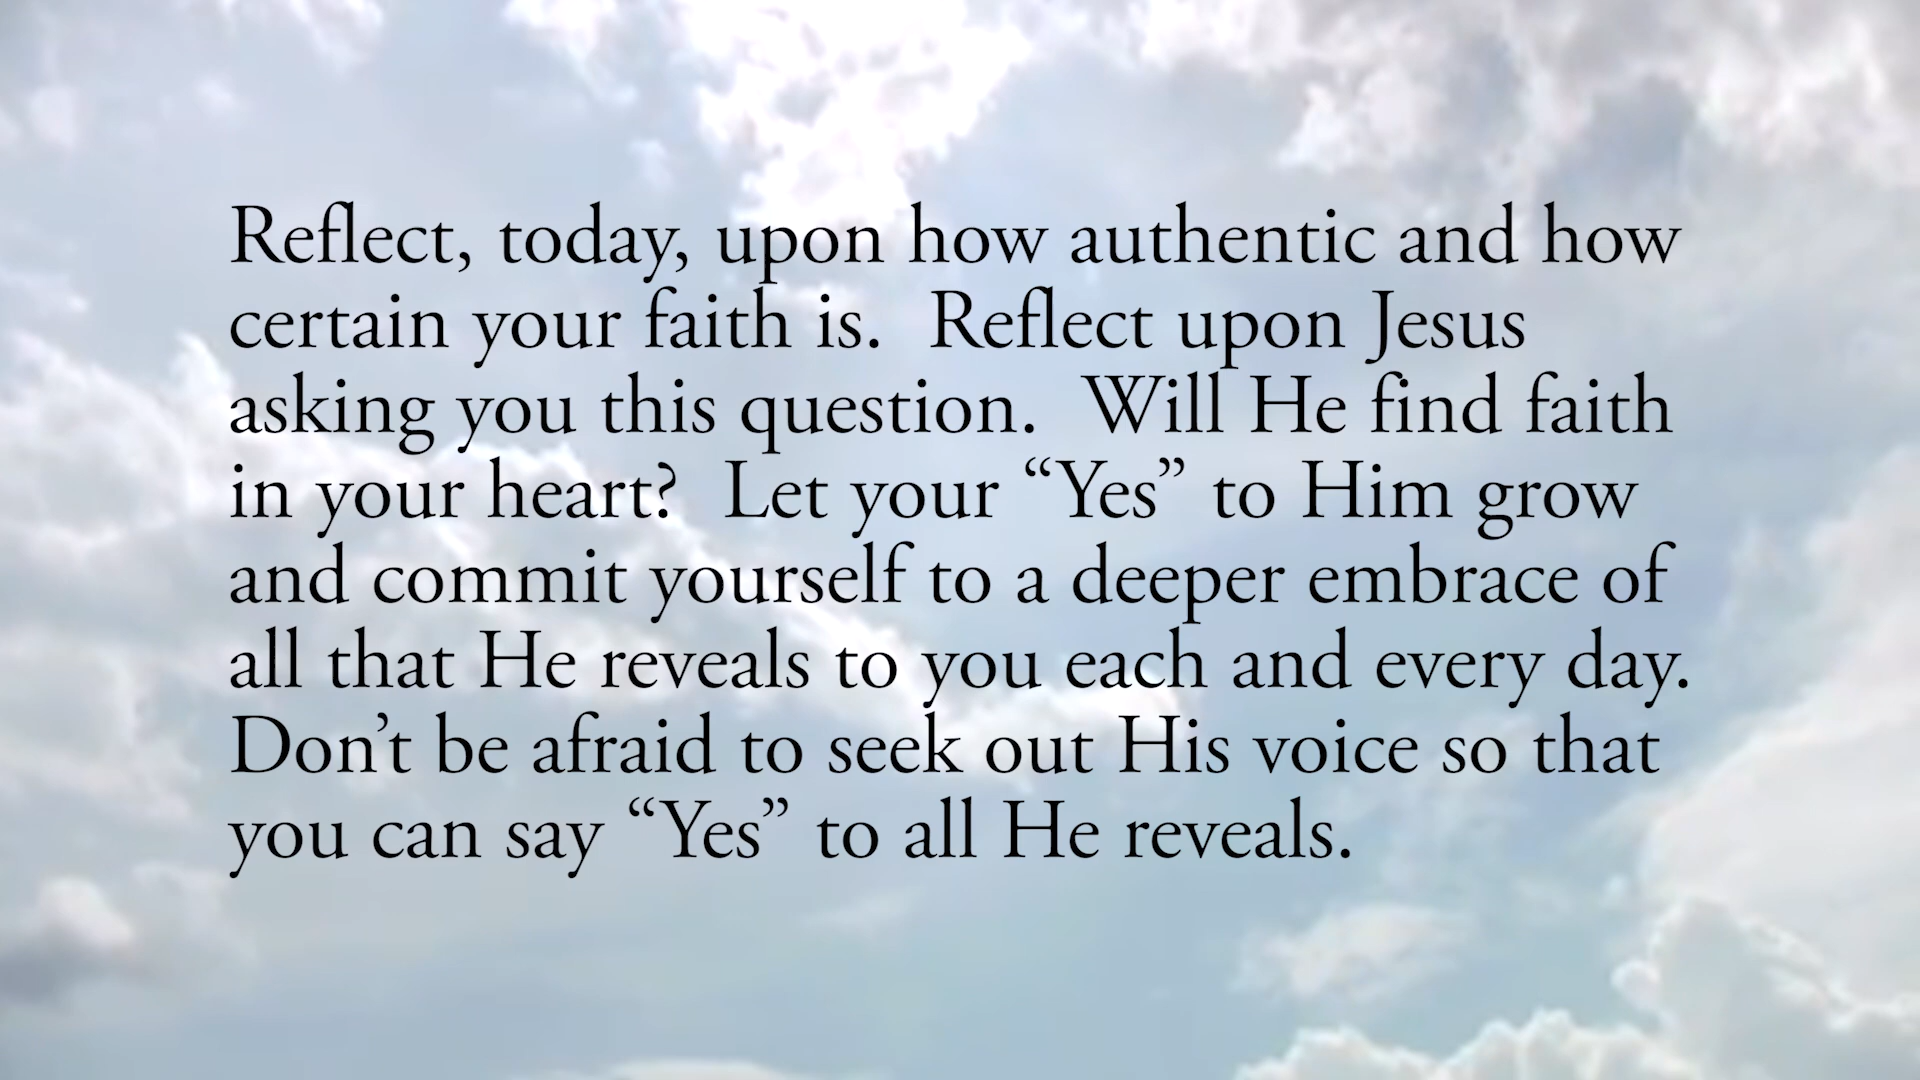 Reflect, today, upon how authentic and how
certain your faith is.  Reflect upon Jesus
asking you this question.  Will He find faith
in your heart?  Let your “Yes” to Him grow
and commit yourself to a deeper embrace of
all that He reveals to you each and every day.
Don’t be afraid to seek out His voice so that
you can say “Yes” to all He reveals.